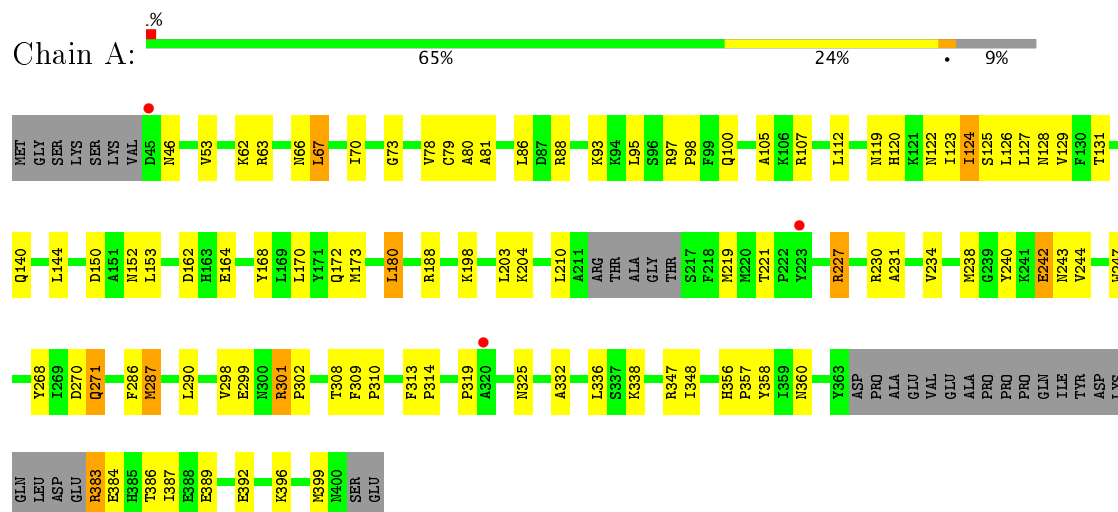 .%
Chain A:
65% 24% • 9%
MET GLY SER LYS SER LYS VAL D45 N46 V53 K62 R63 N66 L67 I70 G73 V78 C79 A80 A81 L86 D87 R88 K93 K94 L95 S96 R97 P98 F99 Q100 A105 K106 R107 L112 N119 H120 K121 N122 I123 I124 S125 L126 L127 N128 V129 F130 T131
Q140 L144 D150 A151 N152 L153 D162 H163 E164 Y168 L169 L170 Y171 Q172 M173 L180 R188 K198 L203 K204 L210 A211 ARG THR ALA GLY THR S217 F218 M219 M220 T221 P222 Y223 R227 R230 A231 V234 M238 G239 Y240 K241 E242 N243 V244
Y268 I269 D270 Q271 F286 M287 L290 V298 E299 N300 R301 P302 T308 F309 P310 F313 P314 P319 A320 N325 A332 L336 S337 K338 R347 I348 H356 P357 Y358 I359 N360 Y363 ASP PRO ALA GLU VAL GLU ALA PRO PRO PRO GLN ILE TYR ASP
GLN LEU ASP GLU R383 E384 H385 T386 I387 E388 E389 E392 K396 M399 N400 SER GLU